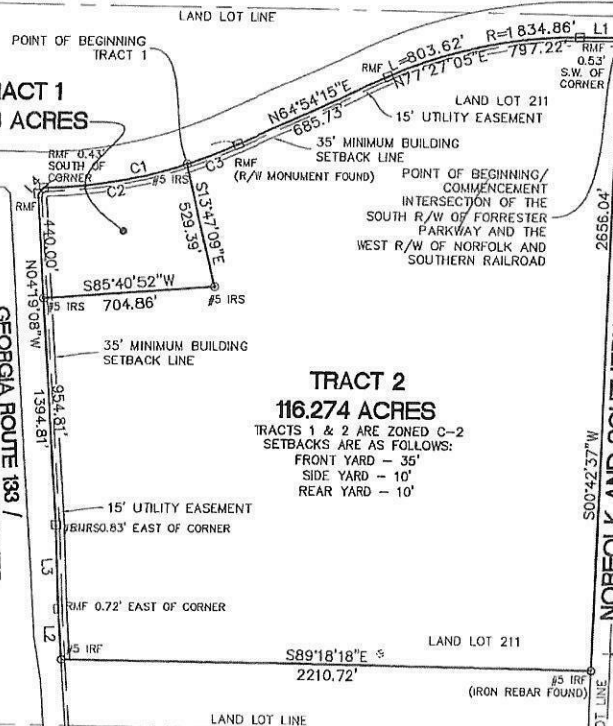 LAND LOT LINE
POINT OF BEGINNING
TRACT 1
R=1834.86'
L1
L=803.62'
797.22'
N77°27'05"E
RMF
RMF
0.53'
S.W. OF
CORNER
N64°54'15"E
685.73'
LAND LOT 211
15' UTILITY EASEMENT
TRACT 1
ACRES
35' MINIMUM BUILDING
SETBACK LINE
RMF 0.43'
SOUTH OF
CORNER
C1
C2
C3
#5 IRS
RMF
(R/W MONUMENT FOUND)
RMF
POINT OF BEGINNING/
COMMENCEMENT
INTERSECTION OF THE
SOUTH R/W OF FORRESTER
PARKWAY AND THE
WEST R/W OF NORFOLK AND
SOUTHERN RAILROAD
2656.04'
S13°47'09"E
529.39'
440.00'
N04°19'08"W
S85°40'52"W
704.86'
#5 IRS
#5 IRS
35' MINIMUM BUILDING
SETBACK LINE
954.81'
1394.81'
GEORGIA ROUTE 133 /
TRACT 2
116.274 ACRES
TRACTS 1 & 2 ARE ZONED C-2
SETBACKS ARE AS FOLLOWS:
FRONT YARD - 35'
SIDE YARD - 10'
REAR YARD - 10'
S00°42'37"W
NORFOLK AND
15' UTILITY EASEMENT
0.83' EAST OF CORNER
L3
RMF 0.72' EAST OF CORNER
L2
#5 IRF
LAND LOT 211
S89°18'18"E
2210.72'
#5 IRF
(IRON REBAR FOUND)
LAND LOT LINE
LOT LINE